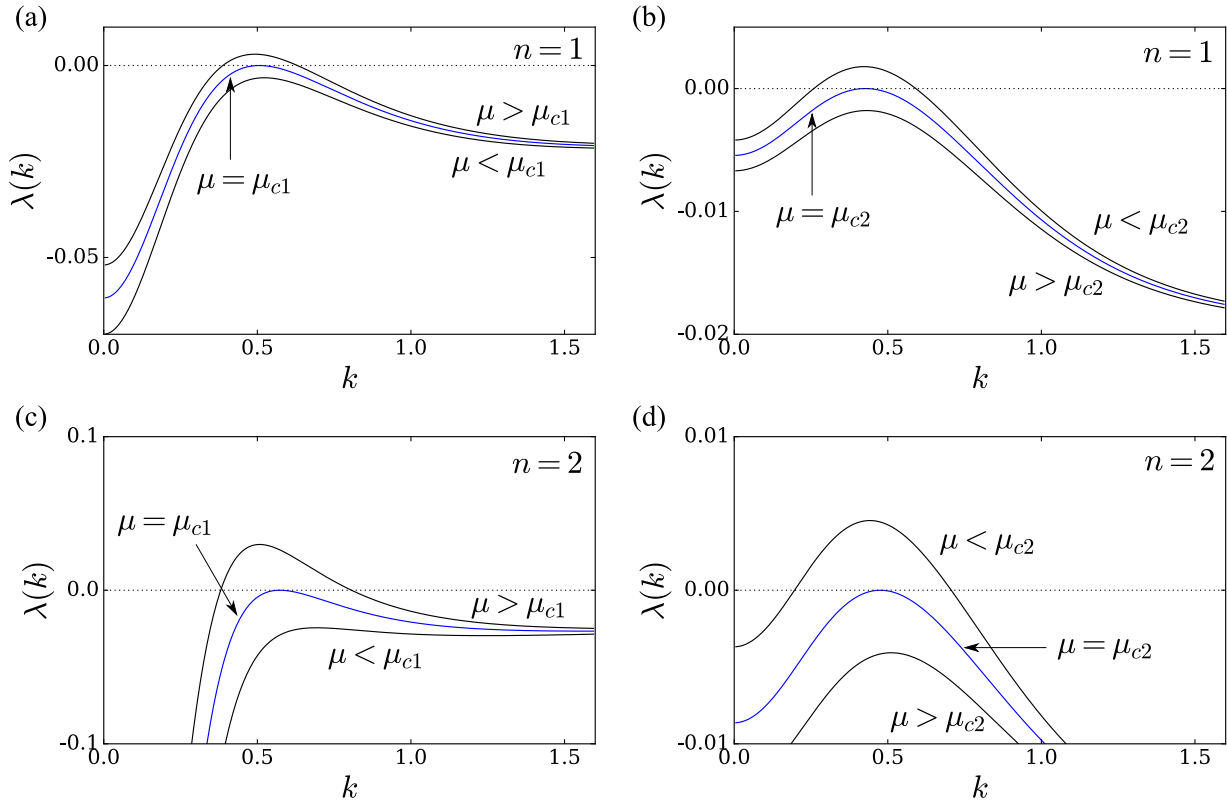 (a)
n = 1
0.00
-0.05
λ(k)
μ > μc1
μ < μc1
μ = μc1
0.0 0.5 1.0 1.5
k
(b)
n = 1
0.00
-0.01
-0.02
λ(k)
μ = μc2
μ < μc2
μ > μc2
0.0 0.5 1.0 1.5
k
(c)
n = 2
0.1
0.0
-0.1
λ(k)
μ = μc1
μ > μc1
μ < μc1
0.0 0.5 1.0 1.5
k
(d)
n = 2
0.01
0.00
-0.01
λ(k)
μ < μc2
μ = μc2
μ > μc2
0.0 0.5 1.0 1.5
k